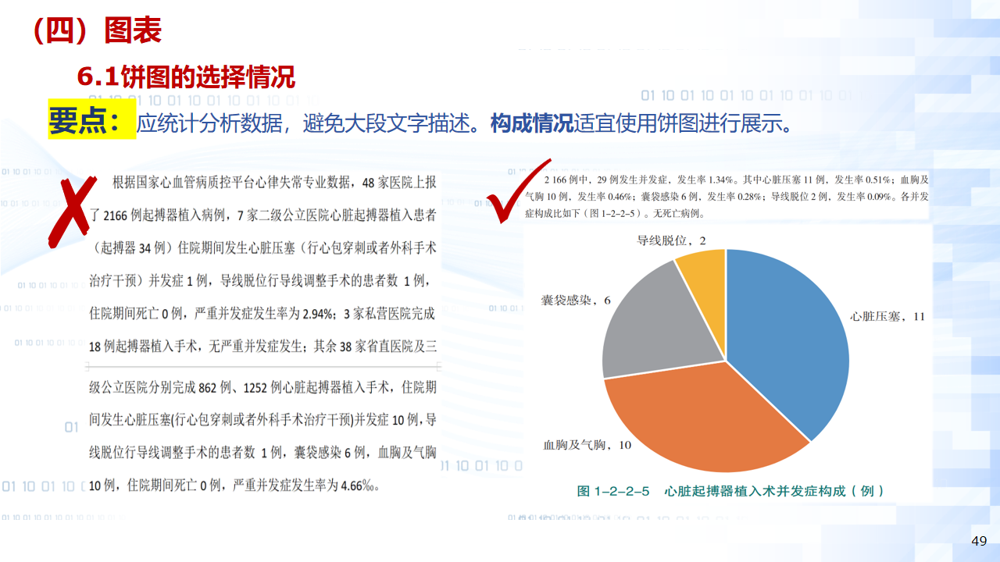 （四）图表
6.1饼图的选择情况
要点：应统计分析数据，避免大段文字描述。构成情况适宜使用饼图进行展示。
根据国家心血管病质控平台心律失常专业数据，48 家医院上报
了 2166 例起搏器植入病例，7 家二级公立医院心脏起搏器植入患者
（起搏器 34 例）住院期间发生心脏压塞（行心包穿刺或者外科手术
治疗干预）并发症 1 例，导线脱位行导线调整手术的患者数 1 例，
住院期间死亡 0 例，严重并发症发生率为 2.94%；3 家私营医院完成
18 例起搏器植入手术，无严重并发症发生；其余 38 家省直医院及三
级公立医院分别完成 862 例、1252 例心脏起搏器植入手术，住院期
间发生心脏压塞(行心包穿刺或者外科手术治疗干预)并发症 10 例，导
线脱位行导线调整手术的患者数 1 例，囊袋感染 6 例，血胸及气胸
10 例，住院期间死亡 0 例，严重并发症发生率为 4.66‰。
2 166 例中，29 例发生并发症，发生率 1.34%。其中心脏压塞 11 例，发生率 0.51%；血胸及
气胸 10 例，发生率 0.46%；囊袋感染 6 例，发生率 0.28%；导线脱位 2 例，发生率 0.09%。各并发
症构成比如下（图 1-2-2-5）。无死亡病例。
导线脱位，2
囊袋感染，6
心脏压塞，11
血胸及气胸，10
图 1-2-2-5 心脏起搏器植入术并发症构成（例）
49